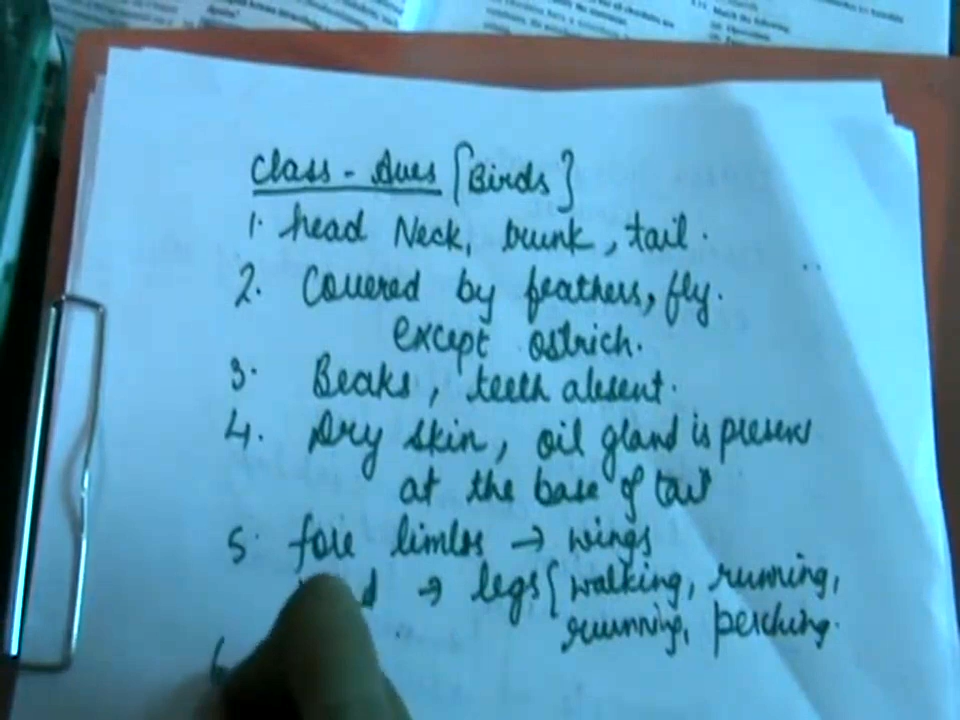 Class - Aves [Birds]
1. head Neck, trunk, tail.
2. Covered by feathers, fly.
except ostrich.
3. Beaks, teeth absent.
4. Dry skin, oil gland is present
at the base of tail
5. fore limbs → wings
→ legs { walking, running,
running, perching.
6